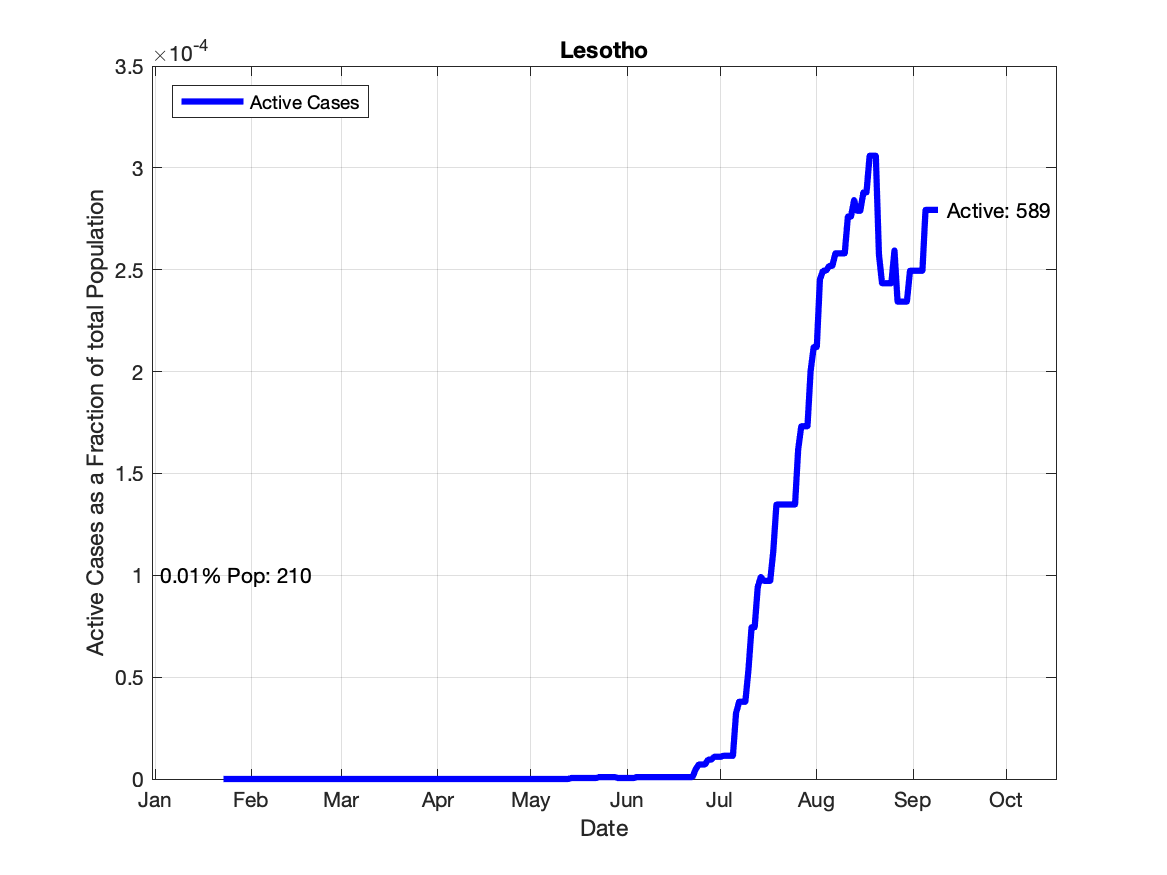 Lesotho
×10-4
3.5
3
2.5
2
1.5
1
0.5
0
Active Cases
Active: 589
0.01% Pop: 210
Active Cases as a Fraction of total Population
Jan Feb Mar Apr May Jun Jul Aug Sep Oct
Date